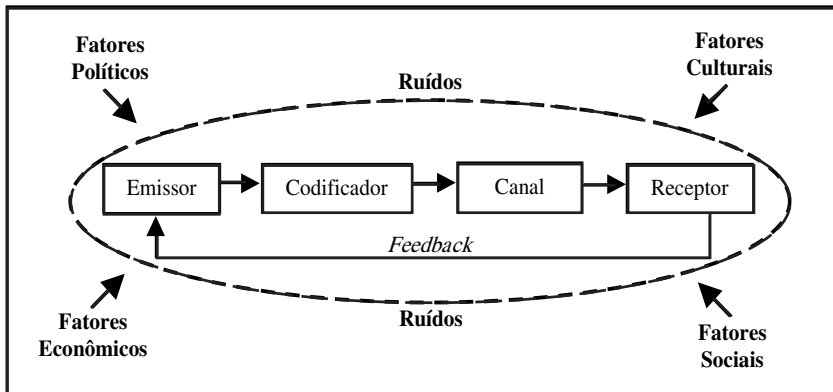 Fatores
Políticos
Fatores
Culturais
Ruídos
Emissor
Codificador
Canal
Receptor
Feedback
Fatores
Econômicos
Ruídos
Fatores
Sociais